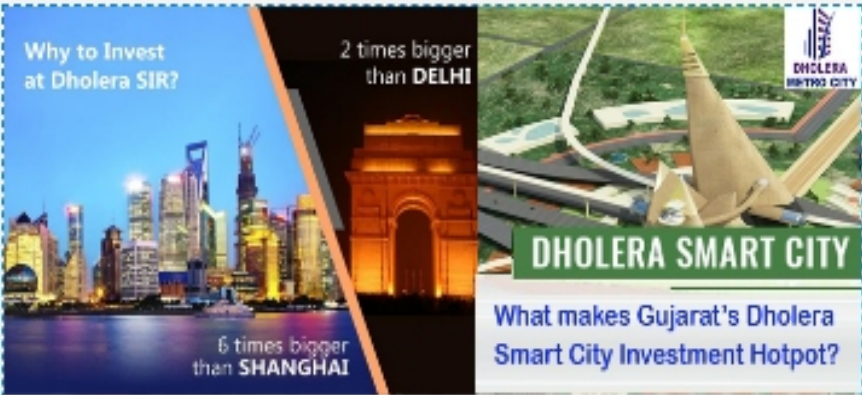 Why to Invest
at Dholera SIR?
2 times bigger
than DELHI
6 times bigger
than SHANGHAI
DHOLERA
METRO CITY
DHOLERA SMART CITY
What makes Gujarat's Dholera
Smart City Investment Hotpot?